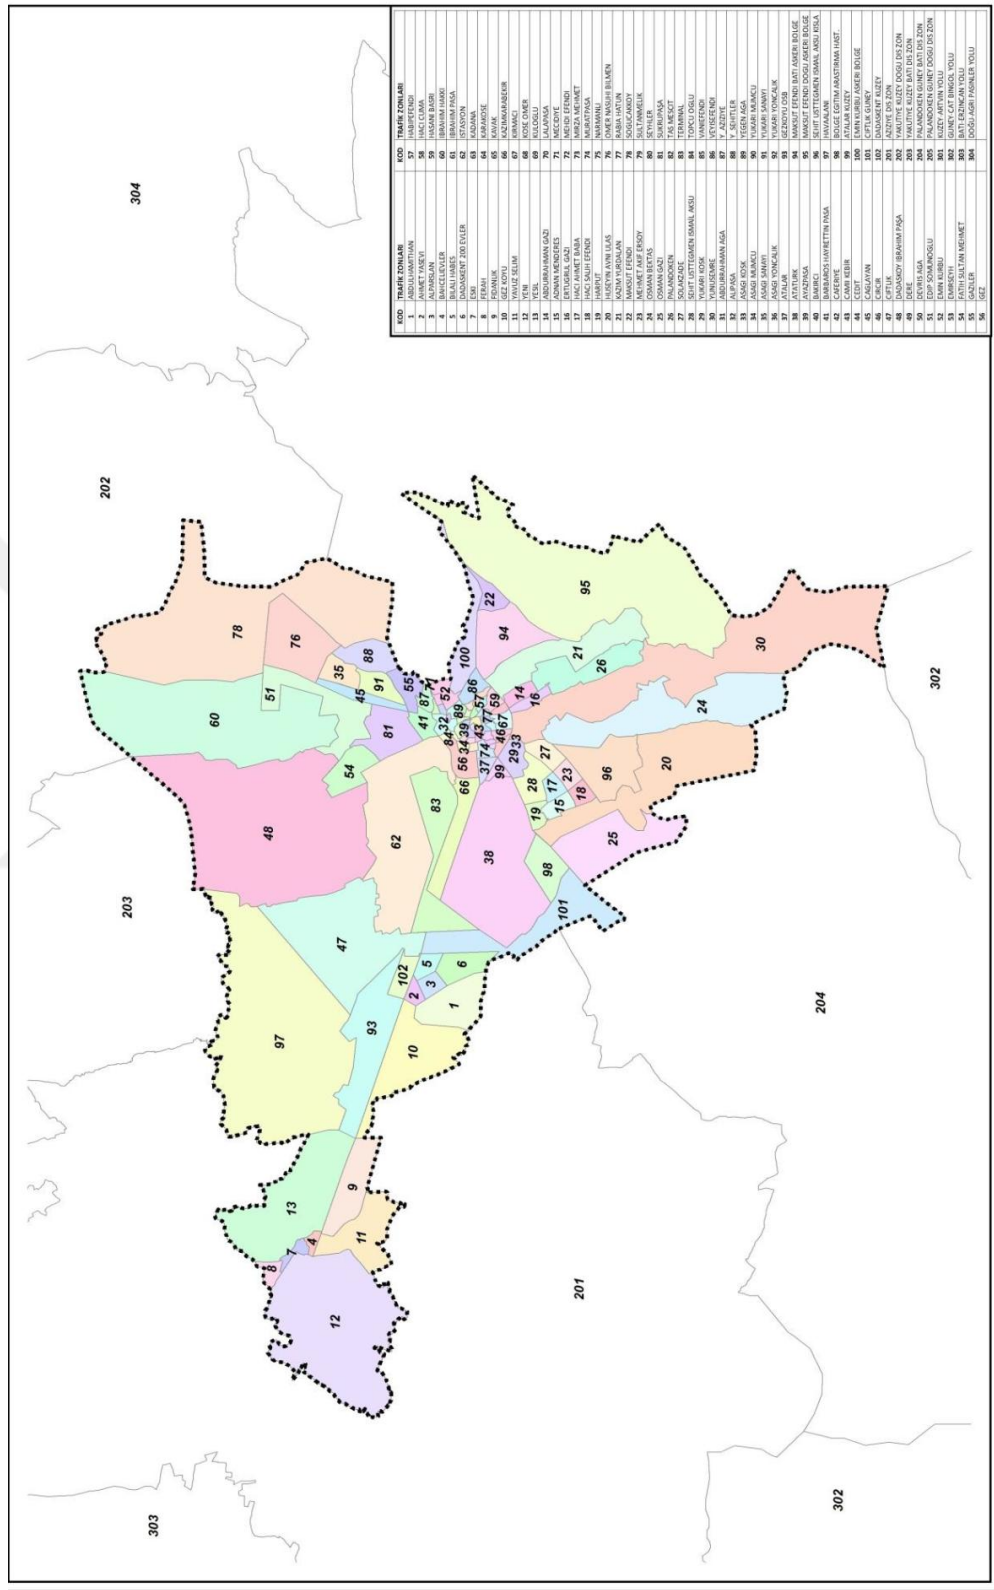 304
202
203
303
201
204
302
302
78
76
60
51
35
88
45
91
55
81
87
71
52
41
54
48
32
84
89
62
83
56
34
39
66
100
22
86
57
94
95
59
77
43
21
26
14
16
30
46
67
74
37
99
29
33
24
27
28
23
17
15
18
19
96
20
25
38
98
101
47
97
93
102
5
6
2
3
1
10
13
9
11
4
7
8
12
KOD TRAFİK ZONLARI KOD TRAFİK ZONLARI
1 ABDULHAMITHAN 57 HABIPEFENDI
2 AHMET YASEVI 58 HACI CUMA
3 ALPARSLAN 59 HASANI BASRI
4 BAHCELIEVLER 60 IBRAHIM HAKKI
5 BILALI HABES 61 IBRAHIM PASA
6 DADASKENT 200 EVLER 62 ISTASYON
7 ESKI 63 KADANA
8 FERAH 64 KARAKOSE
9 FIDANLIK 65 KAVAK
10 GEZ KOYU 66 KAZIM KARABEKIR
11 YAVUZ SELIM 67 KIRMACI
12 YENI 68 KOSE OMER
13 YESIL 69 KULOGLU
14 ABDURRAHMAN GAZI 70 LALAPASA
15 ADNAN MENDERES 71 MECIDIYE
16 ERTUGRUL GAZI 72 MEHDI EFENDI
17 HACI AHMET BABA 73 MIRZA MEHMET
18 HACI SALIH EFENDI 74 MURATPASA
19 HARPUT 75 NARMANLI
20 HUSEYIN AVNI ULAS 76 OMER NASUHI BILMEN
21 KAZIM YURDALAN 77 RABIA HATUN
22 MAKSUT EFENDI 78 SOGUCAKKOY
23 MEHMET AKIF ERSOY 79 SULTANMELIK
24 OSMAN BEKTAS 80 SEYHLER
25 OSMAN GAZI 81 SUKRUPASA
26 PALANDOKEN 82 TAS MESCIT
27 SOLAKZADE 83 TERMINAL
28 SEHIT USTTEGMEN ISMAIL AKSU 84 TOPCU OGLU
29 YUKARI KOSK 85 VANIEFENDI
30 YUNUSEMRE 86 VEYISEFENDI
31 ABDURRAHMAN AGA 87 Y_AZIZIYE
32 ALIPASA 88 Y_SEHITLER
33 ASAGI KOSK 89 YEGEN AGA
34 ASAGI MUMCU 90 YUKARI MUMCU
35 ASAGI SANAYI 91 YUKARI SANAYI
36 ASAGI YONCALIK 92 YUKARI YONCALIK
37 ATALAR 93 GEZKOYU OSB
38 ATATURK 94 MAKSUT EFENDI BATI ASKERI BOLGE
39 AYAZPASA 95 MAKSUT EFENDI DOGU ASKERI BOLGE
40 BAKIRCI 96 SEHIT USTTEGMEN ISMAIL AKSU KISLA
41 BARBAROS HAYRETTIN PASA 97 HAVAALANI
42 CAFERIYE 98 BOLGE EGITIM ARASTIRMA HAST.
43 CAMII KEBIR 99 ATALAR KUZEY
44 CEDIT 100 EMIN KURBU ASKERI BOLGE
45 CAGLAYAN 101 CIFTLIK GUNEY
46 CIRCIR 102 DADASKENT KUZEY
47 CIFTLIK 201 AZIZIYE DIS ZON
48 DADASKOY IBRAHIM PAŞA 202 YAKUTIYE KUZEY DOGU DIS ZON
49 DERE 203 YAKUTIYE KUZEY BATI DIS ZON
50 DEVRIS AGA 204 PALANDOKEN GUNEY BATI DIS ZON
51 EDIP SOMUNOGLU 205 PALANDOKEN GUNEY DOGU DIS ZON
52 EMIN KURBU 301 KUZEY-ARTVIN YOLU
53 EMIRSEYH 302 GUNEY-CAT BINGOL YOLU
54 FATIH SULTAN MEHMET 303 BATI-ERZINCAN YOLU
55 GAZILER 304 DOĞU AGRI PASINLER YOLU
56 GEZ